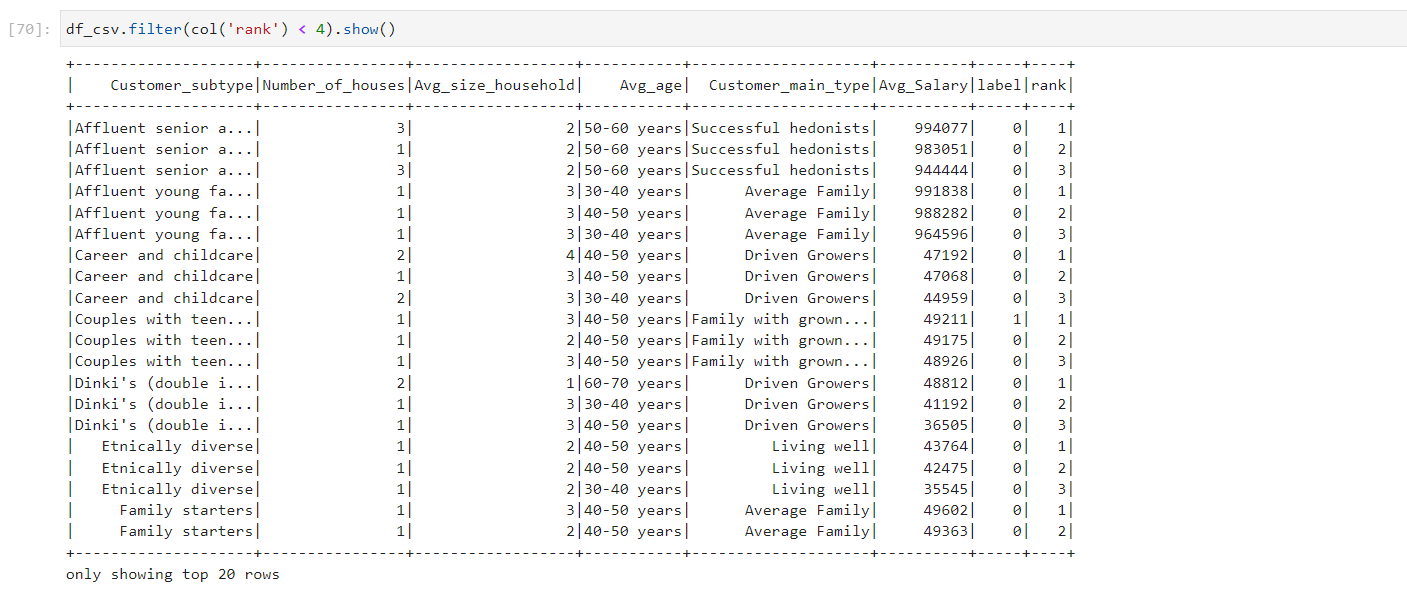 [70]: df_csv.filter(col('rank') < 4).show()
+--------------------+----------------+------------------+-----------+--------------------+----------+-----+----+
|    Customer_subtype|Number_of_houses|Avg_size_household|    Avg_age|  Customer_main_type|Avg_Salary|label|rank|
+--------------------+----------------+------------------+-----------+--------------------+----------+-----+----+
|Affluent senior a...|               3|                 2|50-60 years|Successful hedonists|    994077|    0|   1|
|Affluent senior a...|               1|                 2|50-60 years|Successful hedonists|    983051|    0|   2|
|Affluent senior a...|               3|                 2|50-60 years|Successful hedonists|    944444|    0|   3|
|Affluent young fa...|               1|                 3|30-40 years|      Average Family|    991838|    0|   1|
|Affluent young fa...|               1|                 3|40-50 years|      Average Family|    988282|    0|   2|
|Affluent young fa...|               1|                 3|30-40 years|      Average Family|    964596|    0|   3|
|Career and childcare|               2|                 4|40-50 years|      Driven Growers|     47192|    0|   1|
|Career and childcare|               1|                 3|40-50 years|      Driven Growers|     47068|    0|   2|
|Career and childcare|               2|                 3|30-40 years|      Driven Growers|     44959|    0|   3|
|Couples with teen...|               1|                 3|40-50 years|Family with grown...|     49211|    1|   1|
|Couples with teen...|               1|                 2|40-50 years|Family with grown...|     49175|    0|   2|
|Couples with teen...|               1|                 3|40-50 years|Family with grown...|     48926|    0|   3|
|Dinki's (double i...|               2|                 1|60-70 years|      Driven Growers|     48812|    0|   1|
|Dinki's (double i...|               1|                 3|30-40 years|      Driven Growers|     41192|    0|   2|
|Dinki's (double i...|               1|                 3|40-50 years|      Driven Growers|     36505|    0|   3|
|   Etnically diverse|               1|                 2|40-50 years|         Living well|     43764|    0|   1|
|   Etnically diverse|               1|                 2|40-50 years|         Living well|     42475|    0|   2|
|   Etnically diverse|               1|                 2|30-40 years|         Living well|     35545|    0|   3|
|     Family starters|               1|                 3|40-50 years|      Average Family|     49602|    0|   1|
|     Family starters|               1|                 2|40-50 years|      Average Family|     49363|    0|   2|
+--------------------+----------------+------------------+-----------+--------------------+----------+-----+----+
only showing top 20 rows